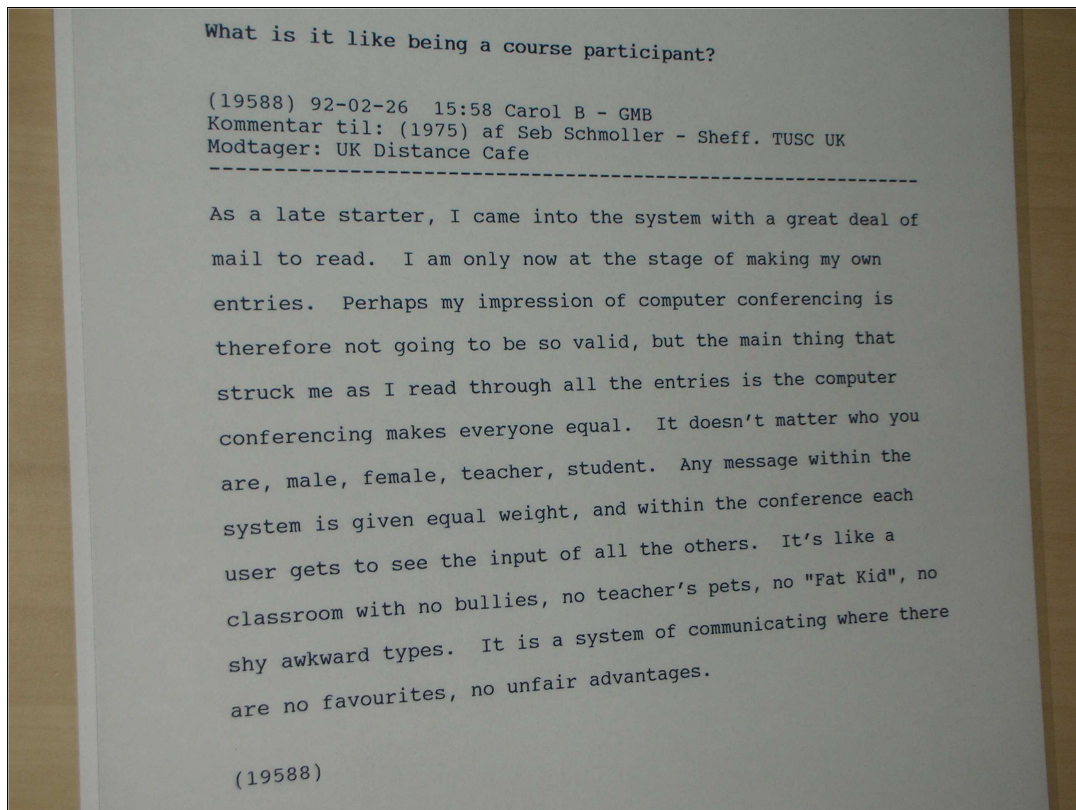 What is it like being a course participant?
(19588) 92-02-26  15:58 Carol B - GMB
Kommentar til: (1975) af Seb Schmoller - Sheff. TUSC UK
Modtager: UK Distance Cafe
------------------------------------------------------------
As a late starter, I came into the system with a great deal of
mail to read.  I am only now at the stage of making my own
entries.  Perhaps my impression of computer conferencing is
therefore not going to be so valid, but the main thing that
struck me as I read through all the entries is the computer
conferencing makes everyone equal.  It doesn't matter who you
are, male, female, teacher, student.  Any message within the
system is given equal weight, and within the conference each
user gets to see the input of all the others.  It's like a
classroom with no bullies, no teacher's pets, no "Fat Kid", no
shy awkward types.  It is a system of communicating where there
are no favourites, no unfair advantages.
(19588)